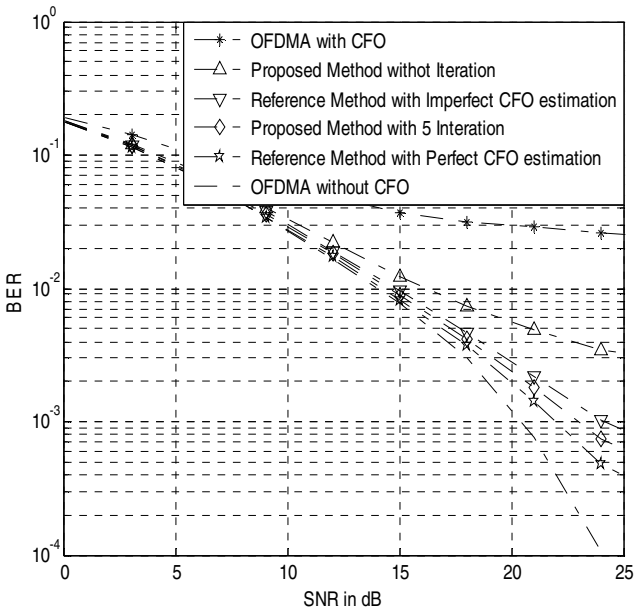 10^0
10^-1
10^-2
10^-3
10^-4
BER
OFDMA with CFO
Proposed Method withot Iteration
Reference Method with Imperfect CFO estimation
Proposed Method with 5 Interation
Reference Method with Perfect CFO estimation
OFDMA without CFO
0 5 10 15 20 25
SNR in dB